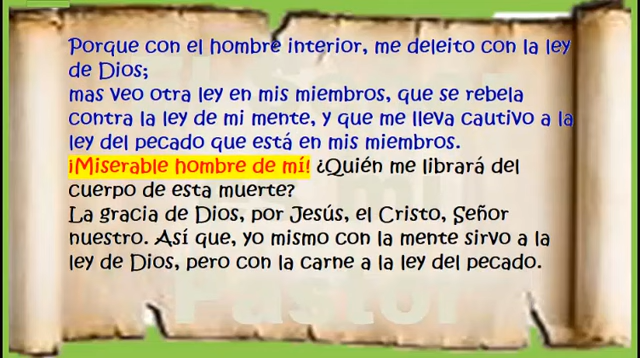 Porque con el hombre interior, me deleito con la ley
de Dios;
mas veo otra ley en mis miembros, que se rebela
contra la ley de mi mente, y que me lleva cautivo a la
ley del pecado que está en mis miembros.
¡Miserable hombre de mí! ¿Quién me librará del
cuerpo de esta muerte?
La gracia de Dios, por Jesús, el Cristo, Señor
nuestro. Así que, yo mismo con la mente sirvo a la
ley de Dios, pero con la carne a la ley del pecado.
Pastor